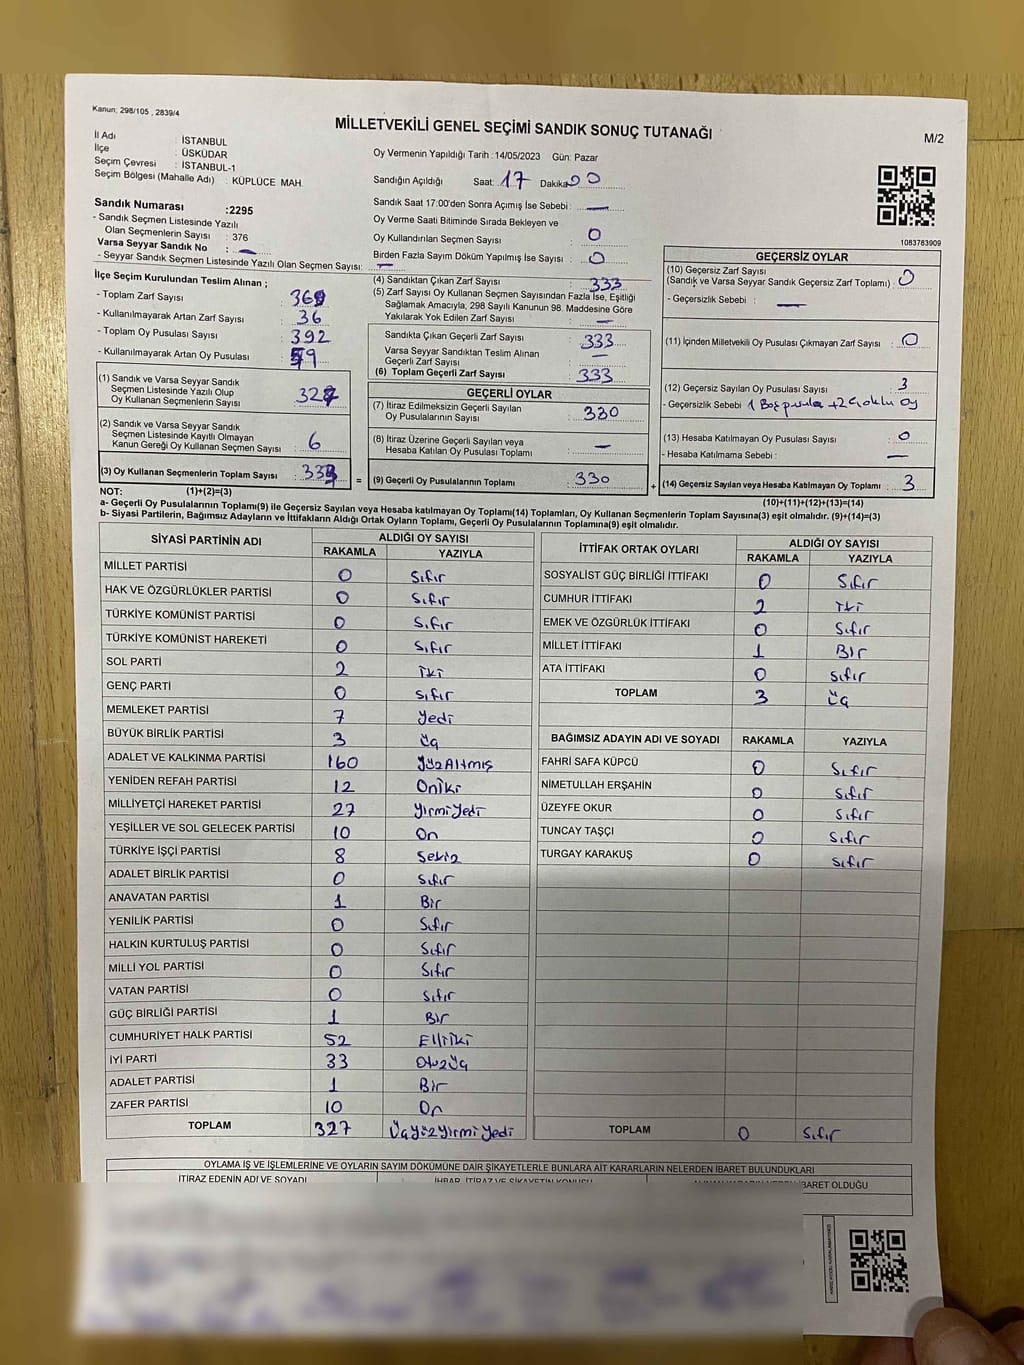 Kanun: 298/105 , 2839/4
MİLLETVEKİLİ GENEL SEÇİMİ SANDIK SONUÇ TUTANAĞI
M/2
İl Adı : İSTANBUL
İlçe : ÜSKÜDAR
Seçim Çevresi : İSTANBUL-1
Seçim Bölgesi (Mahalle Adı) : KÜPLÜCE MAH.
Sandık Numarası :2295
- Sandık Seçmen Listesinde Yazılı
Olan Seçmenlerin Sayısı : 376
Varsa Seyyar Sandık No : —
- Seyyar Sandık Seçmen Listesinde Yazılı Olan Seçmen Sayısı: —
Oy Vermenin Yapıldığı Tarih :14/05/2023 Gün: Pazar
Sandığın Açıldığı Saat: 17 Dakika 00
Sandık Saat 17:00'den Sonra Açımış İse Sebebi : —
Oy Verme Saati Bitiminde Sırada Bekleyen ve
Oy Kullandırılan Seçmen Sayısı : 0
Birden Fazla Sayım Döküm Yapılmış İse Sayısı : 0
1083783909
İlçe Seçim Kurulundan Teslim Alınan ;
- Toplam Zarf Sayısı : 369
- Kullanılmayarak Artan Zarf Sayısı : 36
- Toplam Oy Pusulası Sayısı : 392
- Kullanılmayarak Artan Oy Pusulası : 59
(1) Sandık ve Varsa Seyyar Sandık
Seçmen Listesinde Yazılı Olup
Oy Kullanan Seçmenlerin Sayısı : 327
(2) Sandık ve Varsa Seyyar Sandık
Seçmen Listesinde Kayıtlı Olmayan
Kanun Gereği Oy Kullanan Seçmen Sayısı : 6
(3) Oy Kullanan Seçmenlerin Toplam Sayısı : 333
(4) Sandıktan Çıkan Zarf Sayısı : 333
(5) Zarf Sayısı Oy Kullanan Seçmen Sayısından Fazla İse, Eşitliği
Sağlamak Amacıyla, 298 Sayılı Kanunun 98. Maddesine Göre
Yakılarak Yok Edilen Zarf Sayısı : —
Sandıkta Çıkan Geçerli Zarf Sayısı : 333
Varsa Seyyar Sandıktan Teslim Alınan
Geçerli Zarf Sayısı : —
(6) Toplam Geçerli Zarf Sayısı : 333
GEÇERLİ OYLAR
(7) İtiraz Edilmeksizin Geçerli Sayılan
Oy Pusulalarının Sayısı : 330
(8) İtiraz Üzerine Geçerli Sayılan veya
Hesaba Katılan Oy Pusulası Toplamı : —
= (9) Geçerli Oy Pusulalarının Toplamı : 330
GEÇERSİZ OYLAR
(10) Geçersiz Zarf Sayısı
(Sandık ve Varsa Seyyar Sandık Geçersiz Zarf Toplamı) : 0
- Geçersizlik Sebebi : —
(11) İçinden Milletvekili Oy Pusulası Çıkmayan Zarf Sayısı : 0
(12) Geçersiz Sayılan Oy Pusulası Sayısı : 3
- Geçersizlik Sebebi : 1 Boş pusula +2 Çoklu oy
(13) Hesaba Katılmayan Oy Pusulası Sayısı : 0
- Hesaba Katılmama Sebebi : —
+ (14) Geçersiz Sayılan veya Hesaba Katılmayan Oy Toplamı : 3
NOT: (1)+(2)=(3)
(10)+(11)+(12)+(13)=(14)
a- Geçerli Oy Pusulalarının Toplamı(9) ile Geçersiz Sayılan veya Hesaba katılmayan Oy Toplamı(14) Toplamları, Oy Kullanan Seçmenlerin Toplam Sayısına(3) eşit olmalıdır. (9)+(14)=(3)
b- Siyasi Partilerin, Bağımsız Adayların ve İttifakların Aldığı Ortak Oyların Toplamı, Geçerli Oy Pusulalarının Toplamına(9) eşit olmalıdır.
SİYASİ PARTİNİN ADI ALDIĞI OY SAYISI
RAKAMLA YAZIYLA
MİLLET PARTİSİ 0 Sıfır
HAK VE ÖZGÜRLÜKLER PARTİSİ 0 Sıfır
TÜRKİYE KOMÜNİST PARTİSİ 0 Sıfır
TÜRKİYE KOMÜNİST HAREKETİ 0 Sıfır
SOL PARTİ 2 İki
GENÇ PARTİ 0 sıfır
MEMLEKET PARTİSİ 7 Yedi
BÜYÜK BİRLİK PARTİSİ 3 Üç
ADALET VE KALKINMA PARTİSİ 160 YüzAltmış
YENİDEN REFAH PARTİSİ 12 Oniki
MİLLİYETÇİ HAREKET PARTİSİ 27 Yirmi Yedi
YEŞİLLER VE SOL GELECEK PARTİSİ 10 On
TÜRKİYE İŞÇİ PARTİSİ 8 Sekiz
ADALET BİRLİK PARTİSİ 0 Sıfır
ANAVATAN PARTİSİ 1 Bir
YENİLİK PARTİSİ 0 Sıfır
HALKIN KURTULUŞ PARTİSİ 0 Sıfır
MİLLİ YOL PARTİSİ 0 Sıfır
VATAN PARTİSİ 0 Sıfır
GÜÇ BİRLİĞİ PARTİSİ 1 Bir
CUMHURİYET HALK PARTİSİ 52 Elliiki
İYİ PARTİ 33 Otuzüç
ADALET PARTİSİ 1 Bir
ZAFER PARTİSİ 10 On
TOPLAM 327 ÜçyüzYirmi Yedi
İTTİFAK ORTAK OYLARI ALDIĞI OY SAYISI
RAKAMLA YAZIYLA
SOSYALİST GÜÇ BİRLİĞİ İTTİFAKI 0 Sıfır
CUMHUR İTTİFAKI 2 İki
EMEK VE ÖZGÜRLÜK İTTİFAKI 0 Sıfır
MİLLET İTTİFAKI 1 Bir
ATA İTTİFAKI 0 sıfır
TOPLAM 3 Üç
BAĞIMSIZ ADAYIN ADI VE SOYADI RAKAMLA YAZIYLA
FAHRİ SAFA KÜPCÜ 0 Sıfır
NİMETULLAH ERŞAHİN 0 Sıfır
ÜZEYFE OKUR 0 Sıfır
TUNCAY TAŞÇI 0 Sıfır
TURGAY KARAKUŞ 0 sıfır
TOPLAM 0 Sıfır
OYLAMA İŞ VE İŞLEMLERİNE VE OYLARIN SAYIM DÖKÜMÜNE DAİR ŞİKAYETLERLE BUNLARA AİT KARARLARIN NELERDEN İBARET BULUNDUKLARI
İTİRAZ EDENİN ADI VE SOYADI İHBAR, İTİRAZ VE ŞİKAYETİN KONUSU İBARET OLDUĞU